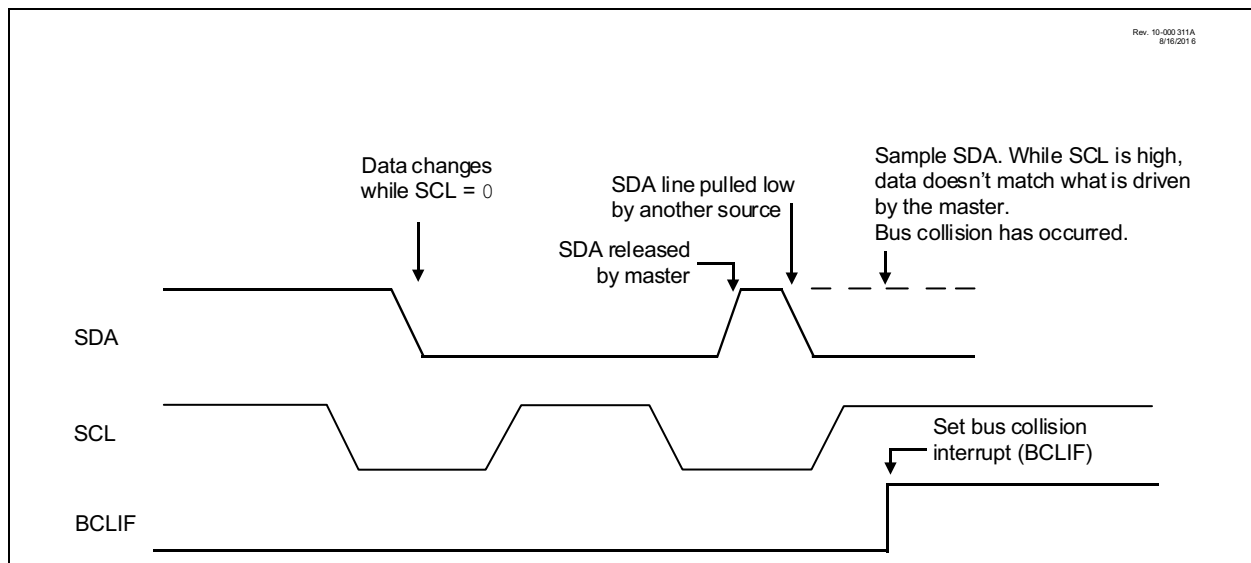 Rev. 10-000 311A
8/16/201 6
Data changes
while SCL = 0
SDA line pulled low
by another source
SDA released
by master
Sample SDA. While SCL is high,
data doesn't match what is driven
by the master.
Bus collision has occurred.
SDA
SCL
Set bus collision
interrupt (BCLIF)
BCLIF